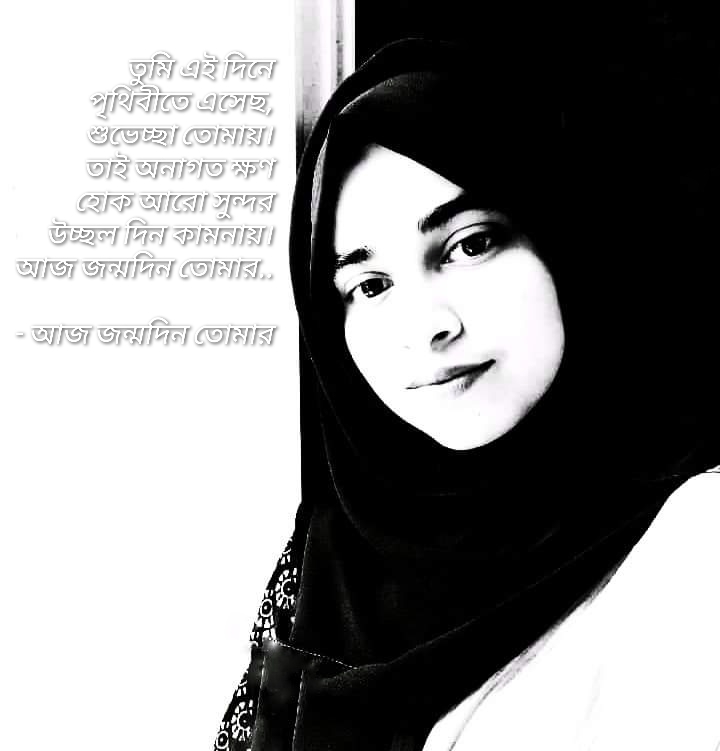 তুমি এই দিনে
পৃথিবীতে এসেছ,
শুভেচ্ছা তোমায়।
তাই অনাগত ক্ষণ
হোক আরো সুন্দর
উচ্ছল দিন কামনায়।
আজ জন্মদিন তোমার..
- আজ জন্মদিন তোমার